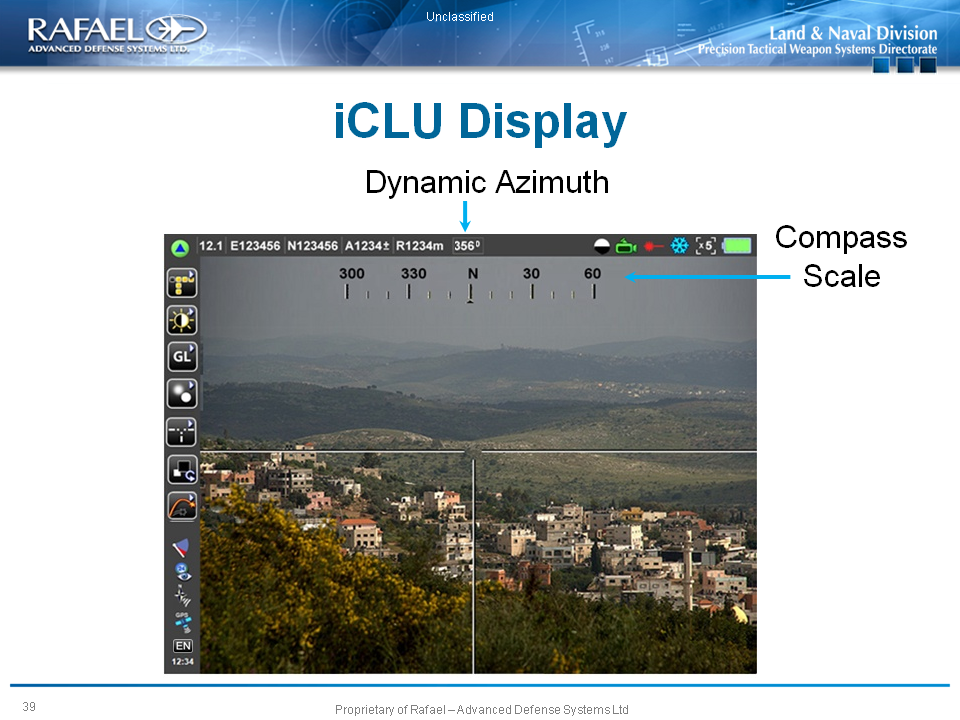 Unclassified
RAFAEL
ADVANCED DEFENSE SYSTEMS LTD.
Land & Naval Division
Precision Tactical Weapon Systems Directorate
iCLU Display
Dynamic Azimuth
Compass
Scale
12.1 E123456 N123456 A1234± R1234m 356⁰
x5
300 330 N 30 60
GL
24
N
GPS
EN
12:34
39
Proprietary of Rafael – Advanced Defense Systems Ltd